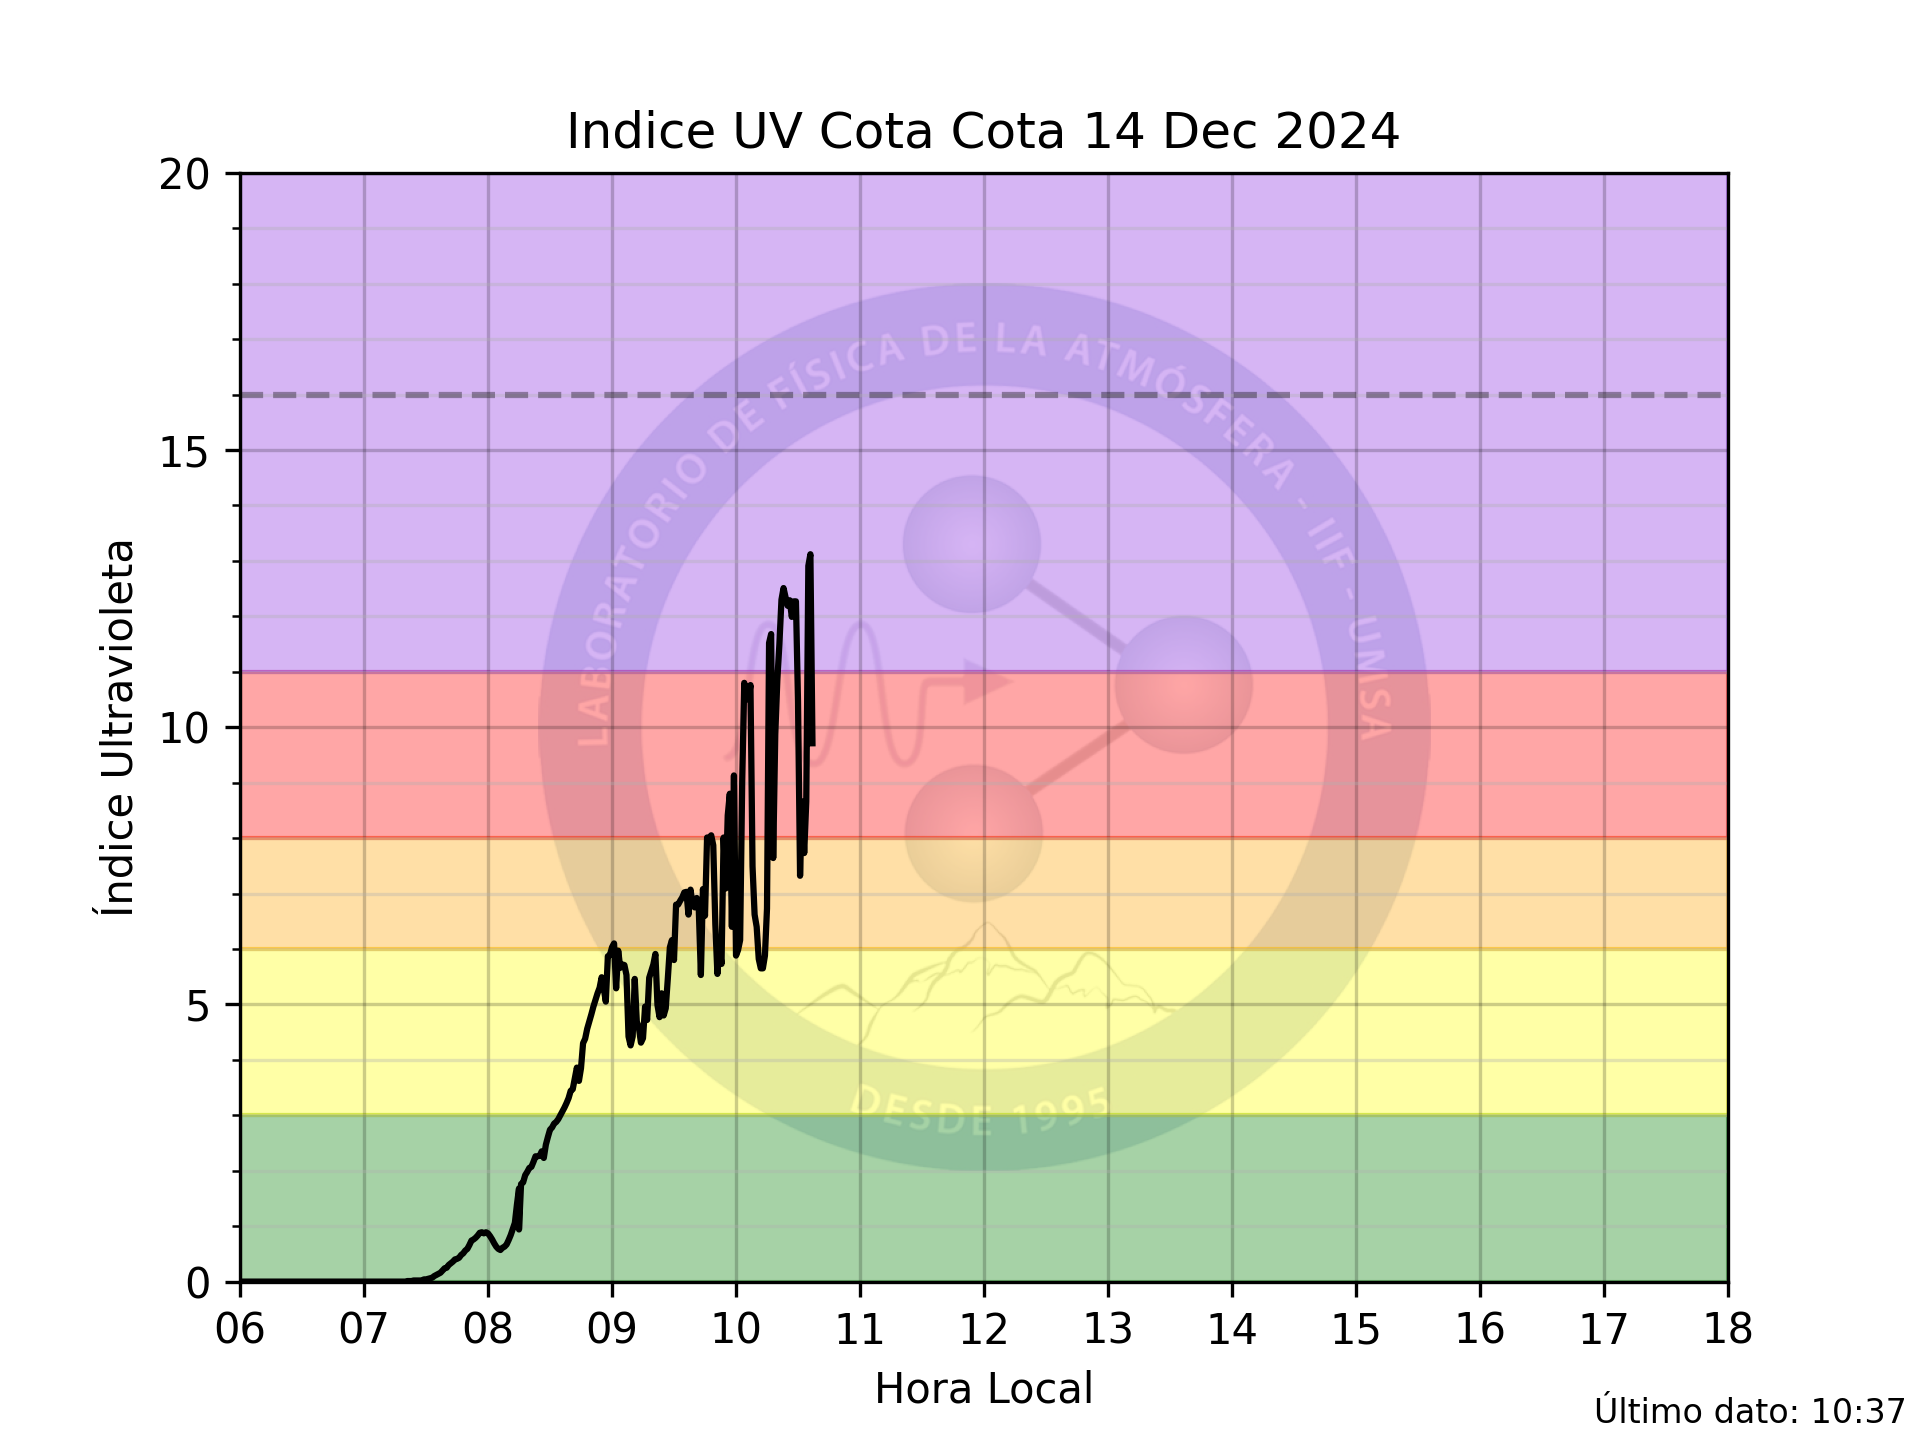 Indice UV Cota Cota 14 Dec 2024
20
15
10
5
0
Índice Ultravioleta
LABORATORIO DE FÍSICA DE LA ATMÓSFERA - IIF - UMSA
DESDE 1995
06 07 08 09 10 11 12 13 14 15 16 17 18
Hora Local
Último dato: 10:37